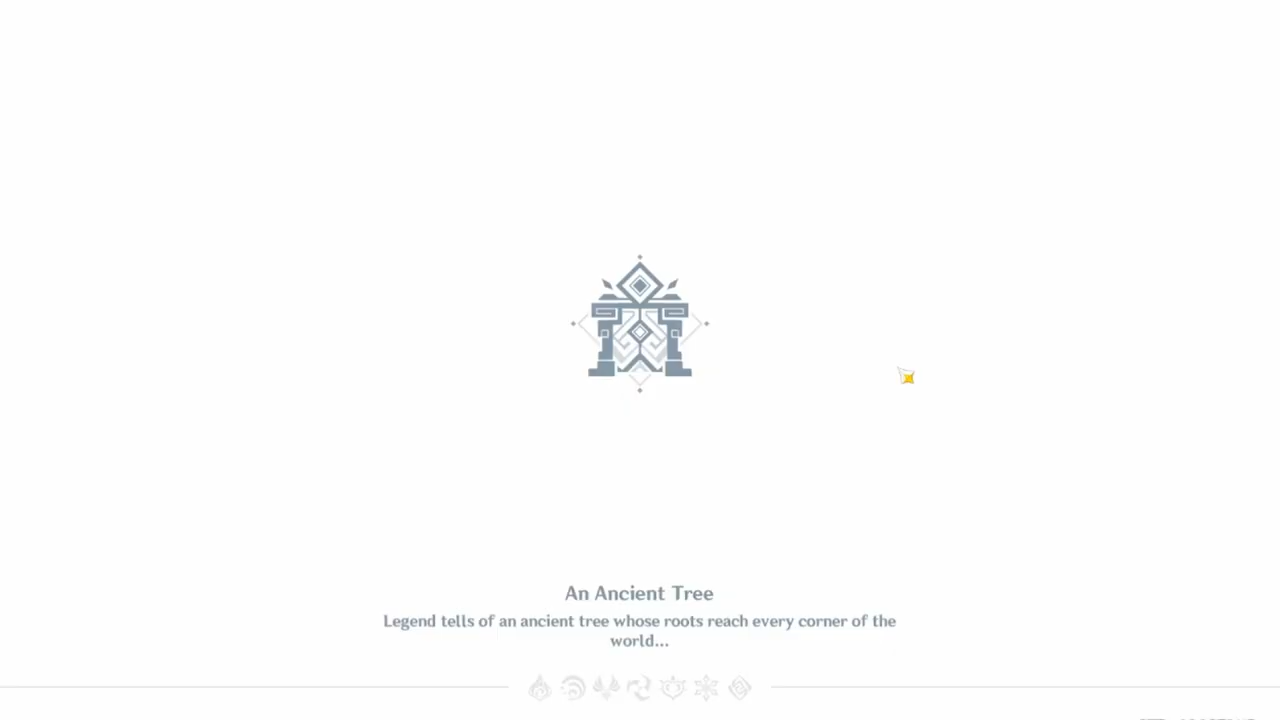 An Ancient Tree
Legend tells of an ancient tree whose roots reach every corner of the
world...